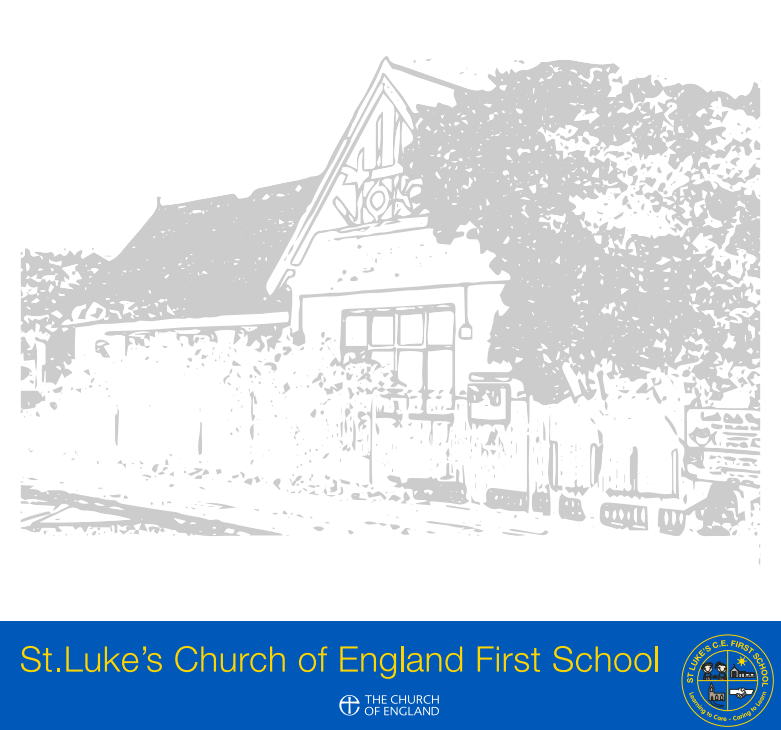 St.Luke's Church of England First School
THE CHURCH
OF ENGLAND
ST LUKE'S C.E. FIRST SCHOOL
Learning to Care - Caring to Learn